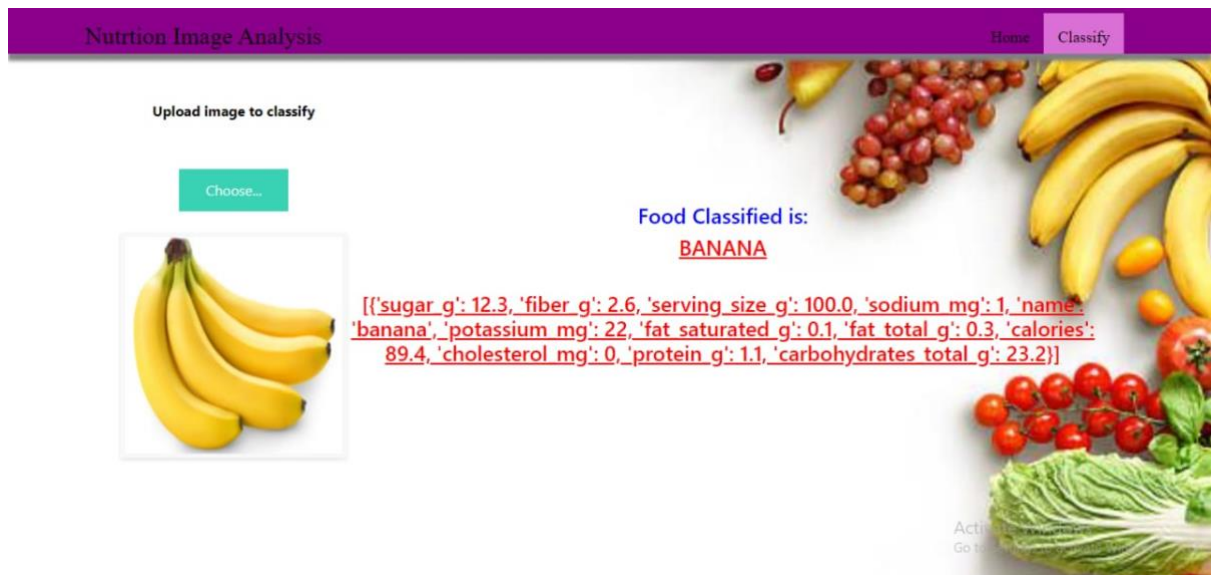 Nutrtion Image Analysis
Home
Classify
Upload image to classify
Choose...
Food Classified is:
BANANA
[{'sugar_g': 12.3, 'fiber_g': 2.6, 'serving_size_g': 100.0, 'sodium_mg': 1, 'name':
'banana', 'potassium_mg': 22, 'fat_saturated_g': 0.1, 'fat_total_g': 0.3, 'calories':
89.4, 'cholesterol_mg': 0, 'protein_g': 1.1, 'carbohydrates_total_g': 23.2}]
Go to